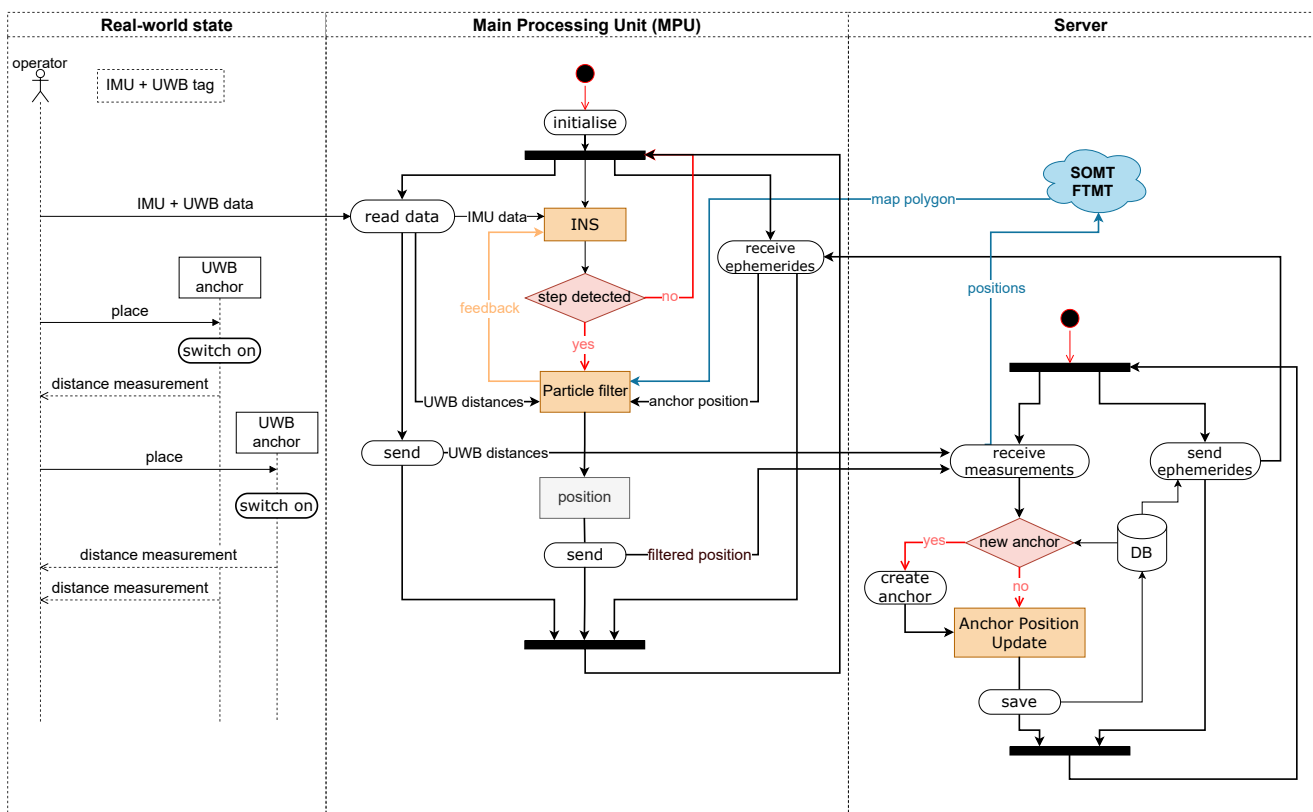 Real-world state
Main Processing Unit (MPU)
Server
operator
IMU + UWB tag
initialise
SOMT
FTMT
IMU + UWB data
read data
IMU data
INS
map polygon
receive
ephemerides
UWB
anchor
step detected
no
feedback
positions
place
switch on
yes
distance measurement
Particle filter
UWB distances
anchor position
UWB
anchor
place
send
UWB distances
receive
measurements
send
ephemerides
switch on
position
new anchor
yes
DB
distance measurement
send
filtered position
distance measurement
create
anchor
no
Anchor Position
Update
save